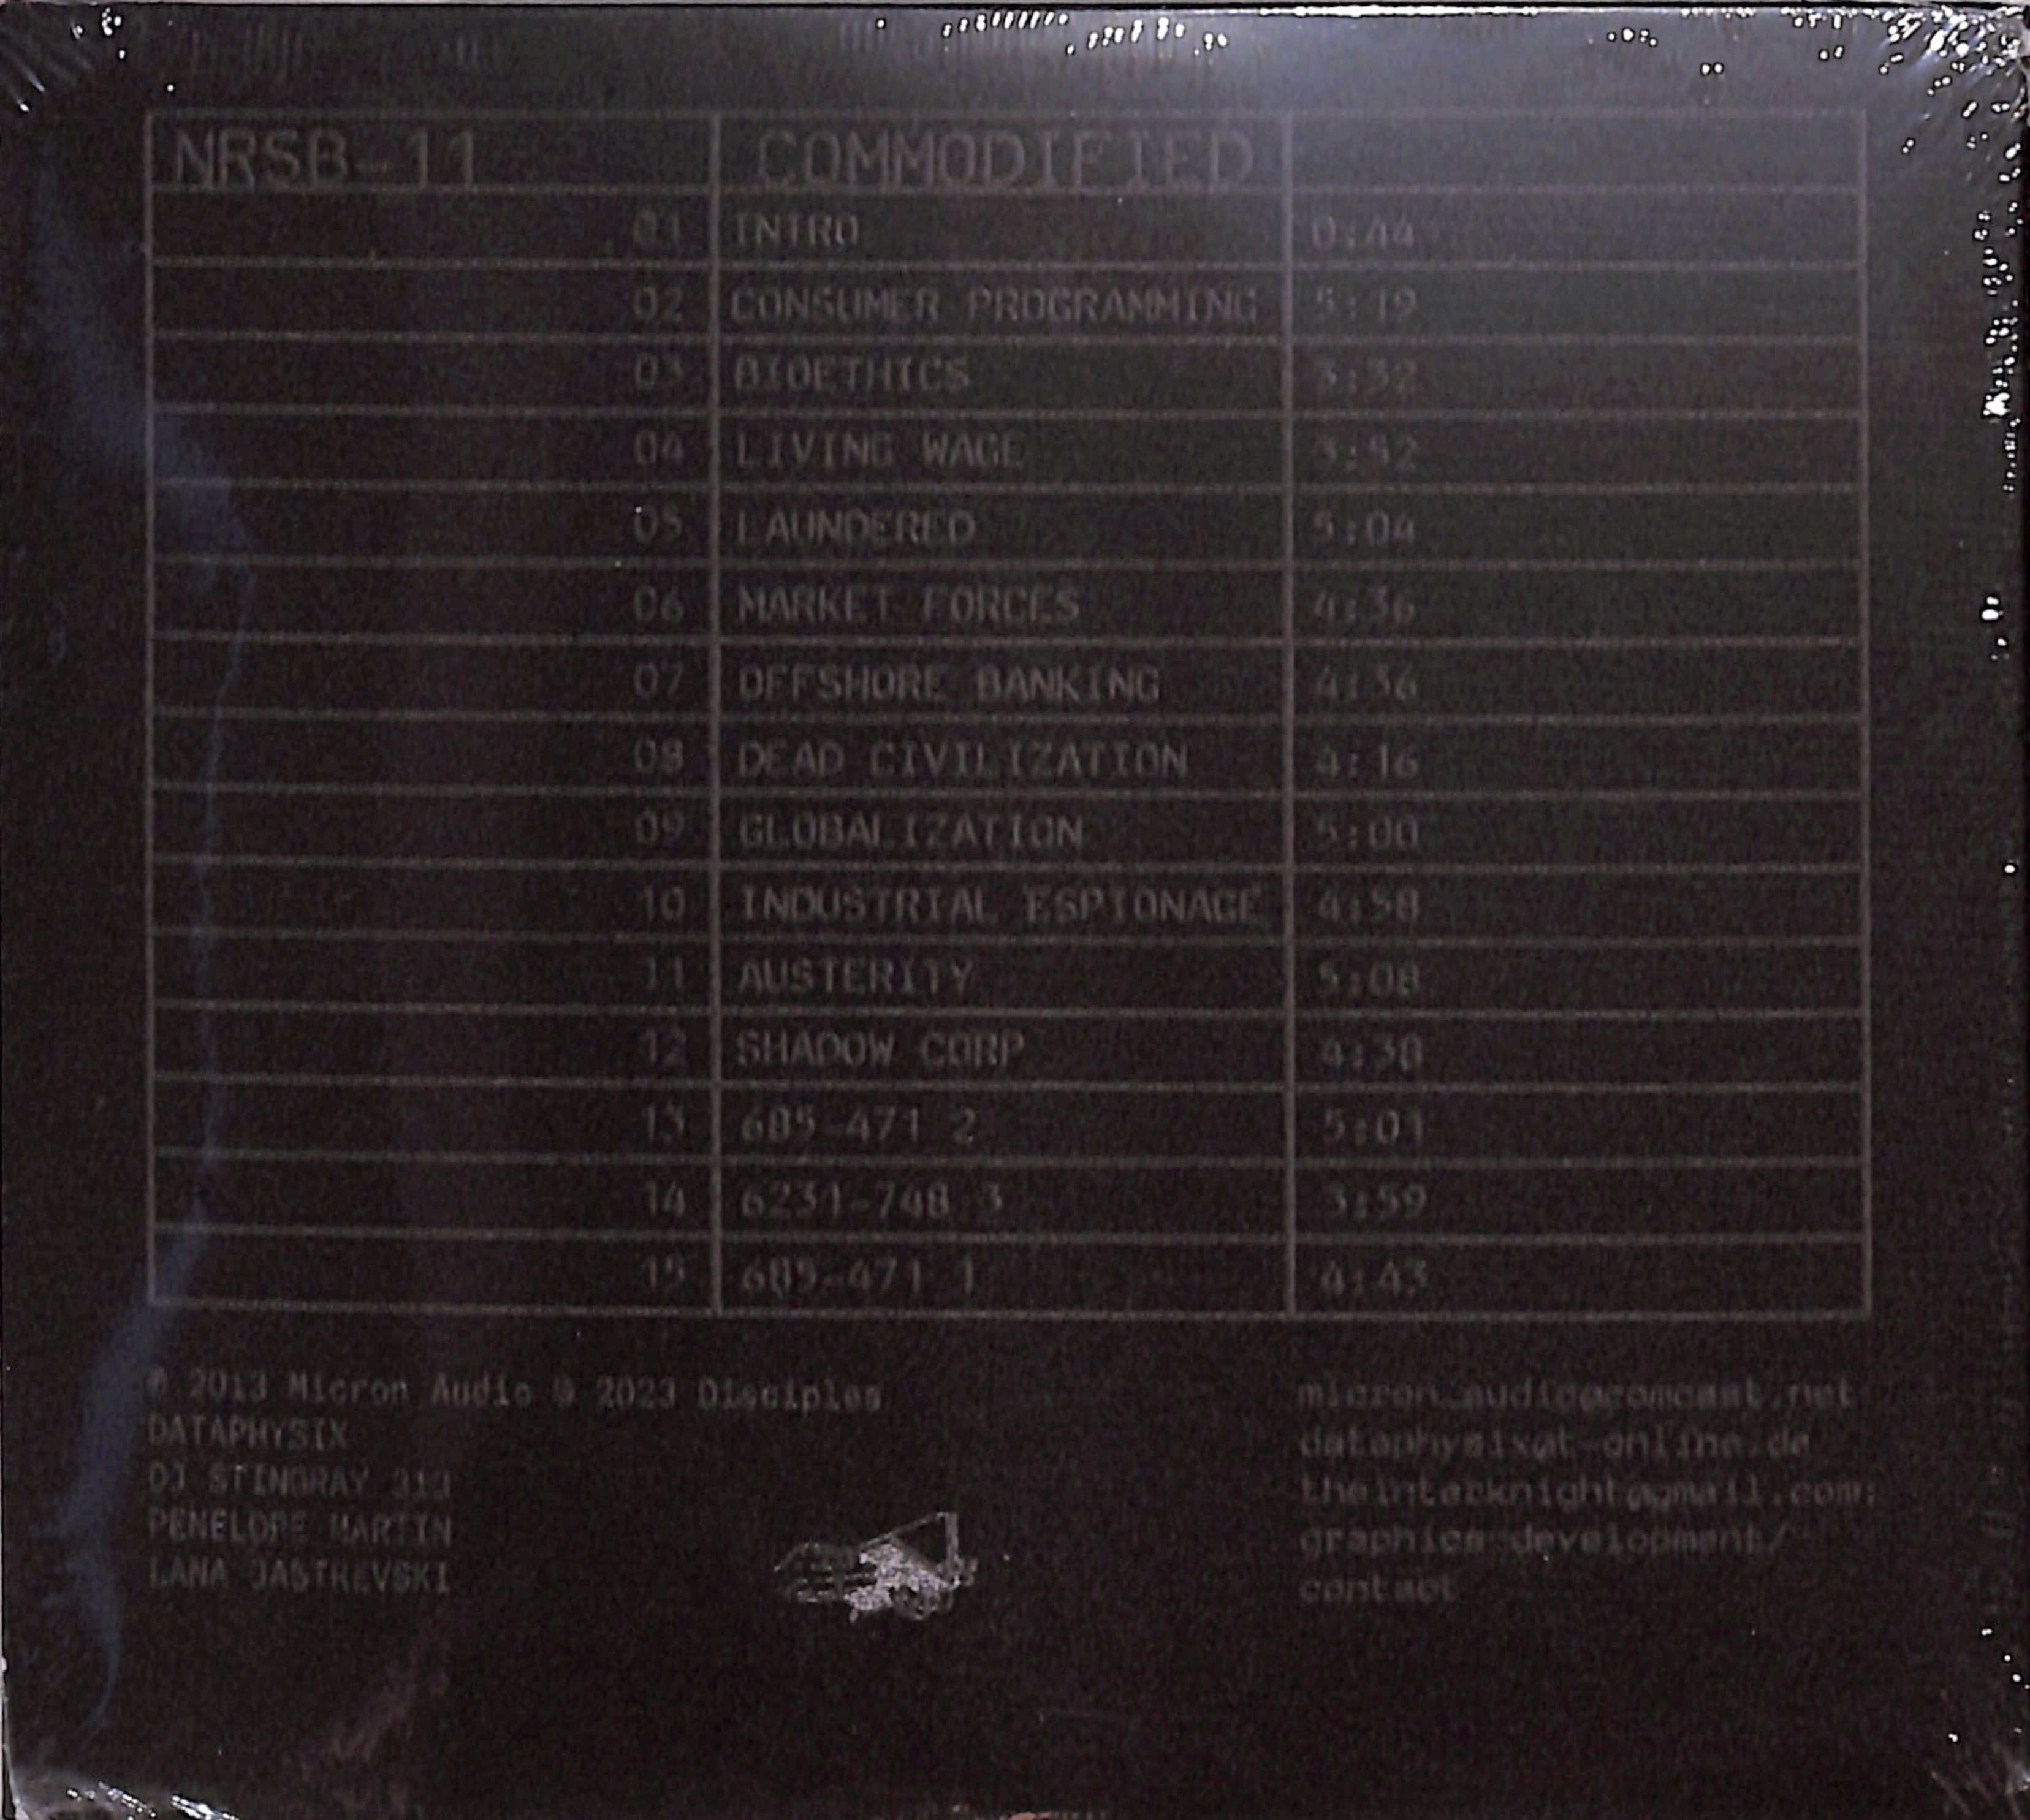 NRSB-11 COMMODIFIED
01 INTRO 0:44
02 CONSUMER PROGRAMMING 5:19
03 BIOETHICS 3:32
04 LIVING WAGE 3:52
05 LAUNDERED 5:04
06 MARKET FORCES 4:36
07 OFFSHORE BANKING 4:36
08 DEAD CIVILIZATION 4:16
09 GLOBALIZATION 5:00
10 INDUSTRIAL ESPIONAGE 4:58
11 AUSTERITY 5:08
12 SHADOW CORP 4:38
13 685-471 2 5:01
14 6231-748 3 3:59
15 685-471 1 4:43
℗ 2013 Micron Audio © 2023 Disciples
DATAPHYSIX
DJ STINGRAY 313
PENELOPE MARTIN
LANA JASTREVSKI
micron.audio@comcast.net
dataphysix@t-online.de
theinterknight@gmail.com:
graphics-development/
contact